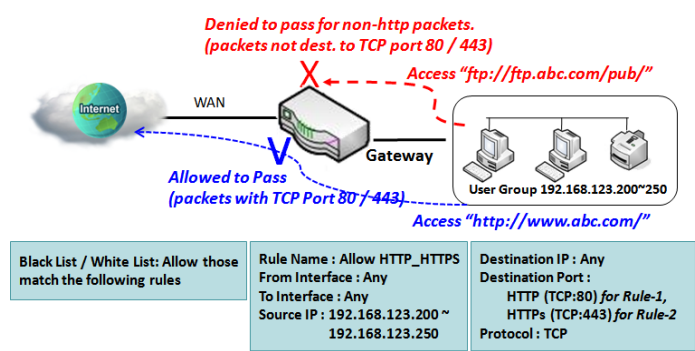 Denied to pass for non-http packets.
(packets not dest. to TCP port 80 / 443)
X
Access “ftp://ftp.abc.com/pub/”
Internet
WAN
Gateway
User Group 192.168.123.200~250
V
Allowed to Pass
(packets with TCP Port 80 / 443)
Access “http://www.abc.com/”
Black List / White List: Allow those
match the following rules
Rule Name : Allow HTTP_HTTPS
From Interface : Any
To Interface : Any
Source IP : 192.168.123.200 ~
192.168.123.250
Destination IP : Any
Destination Port :
HTTP (TCP:80) for Rule-1,
HTTPs (TCP:443) for Rule-2
Protocol : TCP